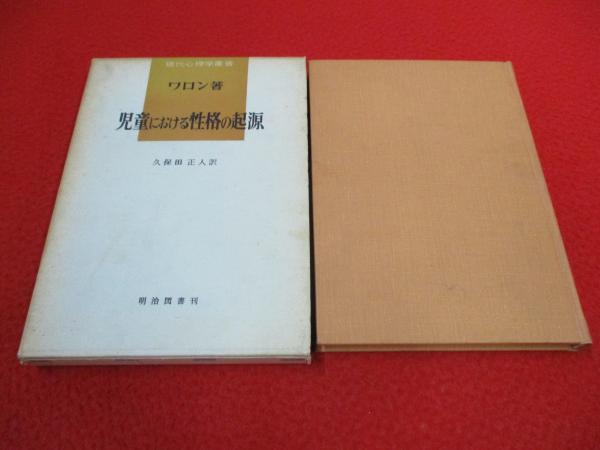 現代心理学叢書
ワロン著
児童における性格の起源
久保田正人訳
明治図書刊